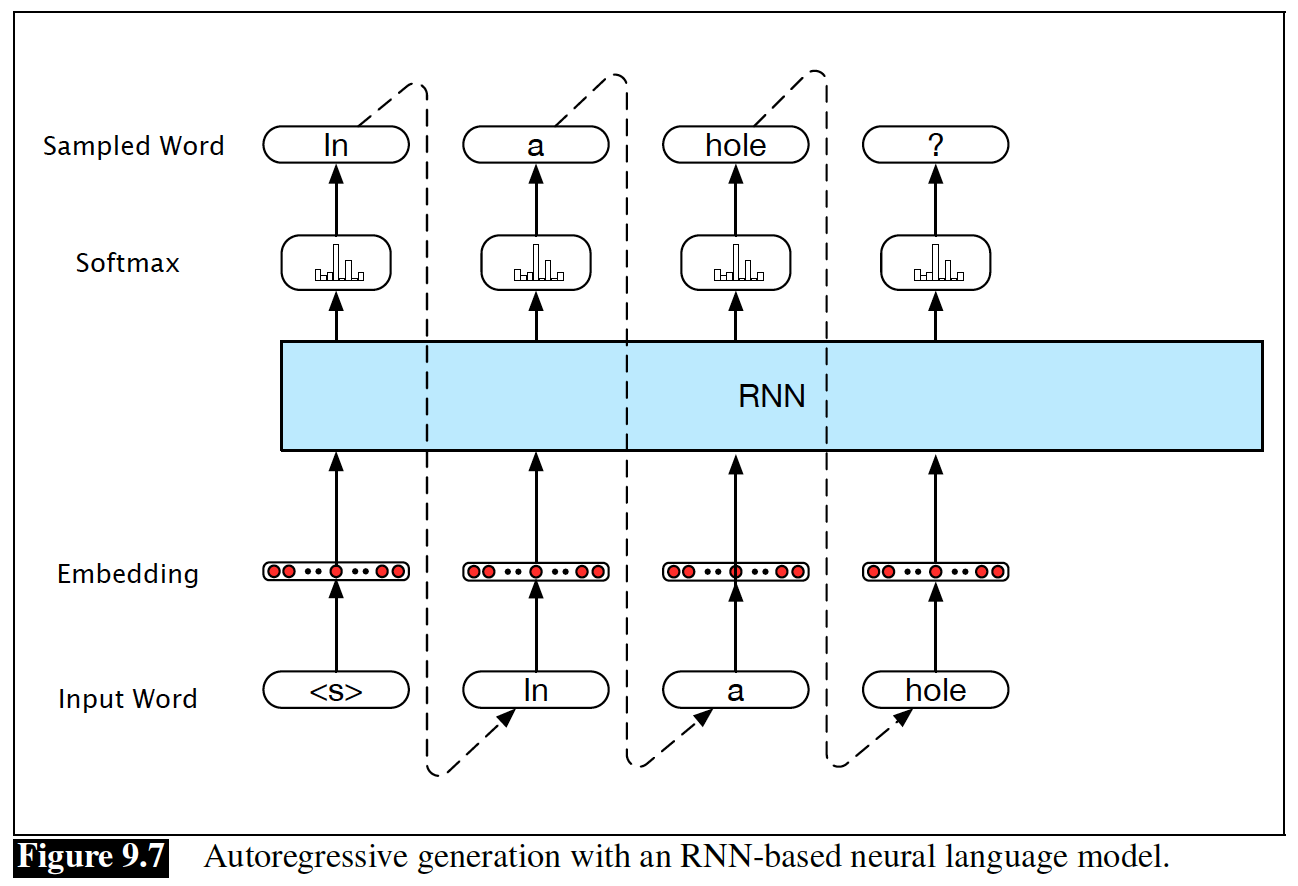 Sampled Word In a hole ?
Softmax
RNN
Embedding
Input Word <s> In a hole
Figure 9.7 Autoregressive generation with an RNN-based neural language model.